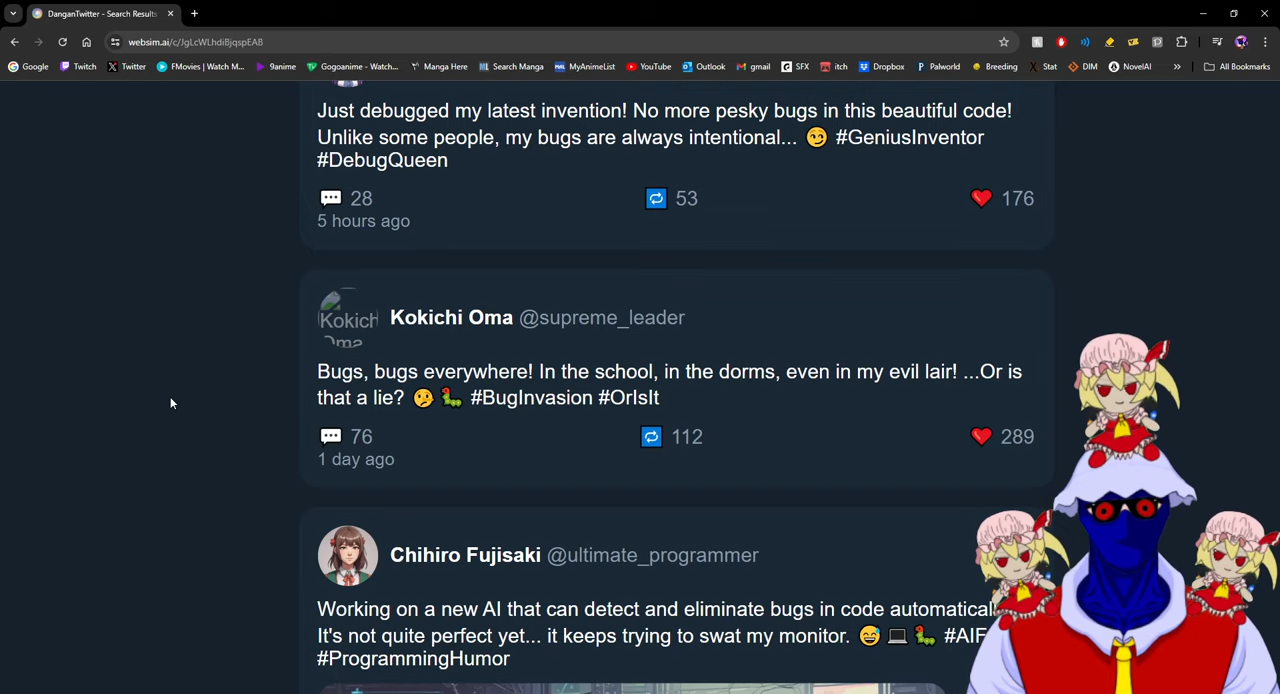 DanganTwitter - Search Results
websim.ai/c/JgLcWLhdiBjqspEAB
Google Twitch Twitter FMovies | Watch M... 9anime Gogoanime - Watch... Manga Here Search Manga MyAnimeList YouTube Outlook gmail SFX itch Dropbox Palworld Breeding Stat DIM NovelAI » All Bookmarks
Just debugged my latest invention! No more pesky bugs in this beautiful code!
Unlike some people, my bugs are always intentional... 😏 #GeniusInventor
#DebugQueen
28 53 176
5 hours ago
Kokichi
Oma
Kokichi Oma @supreme_leader
Bugs, bugs everywhere! In the school, in the dorms, even in my evil lair! ...Or is
that a lie? 🤔 🐛 #BugInvasion #OrIsIt
76 112 289
1 day ago
Chihiro Fujisaki @ultimate_programmer
Working on a new AI that can detect and eliminate bugs in code automatical
It's not quite perfect yet... it keeps trying to swat my monitor. 😅 💻 🐛 #AIF
#ProgrammingHumor